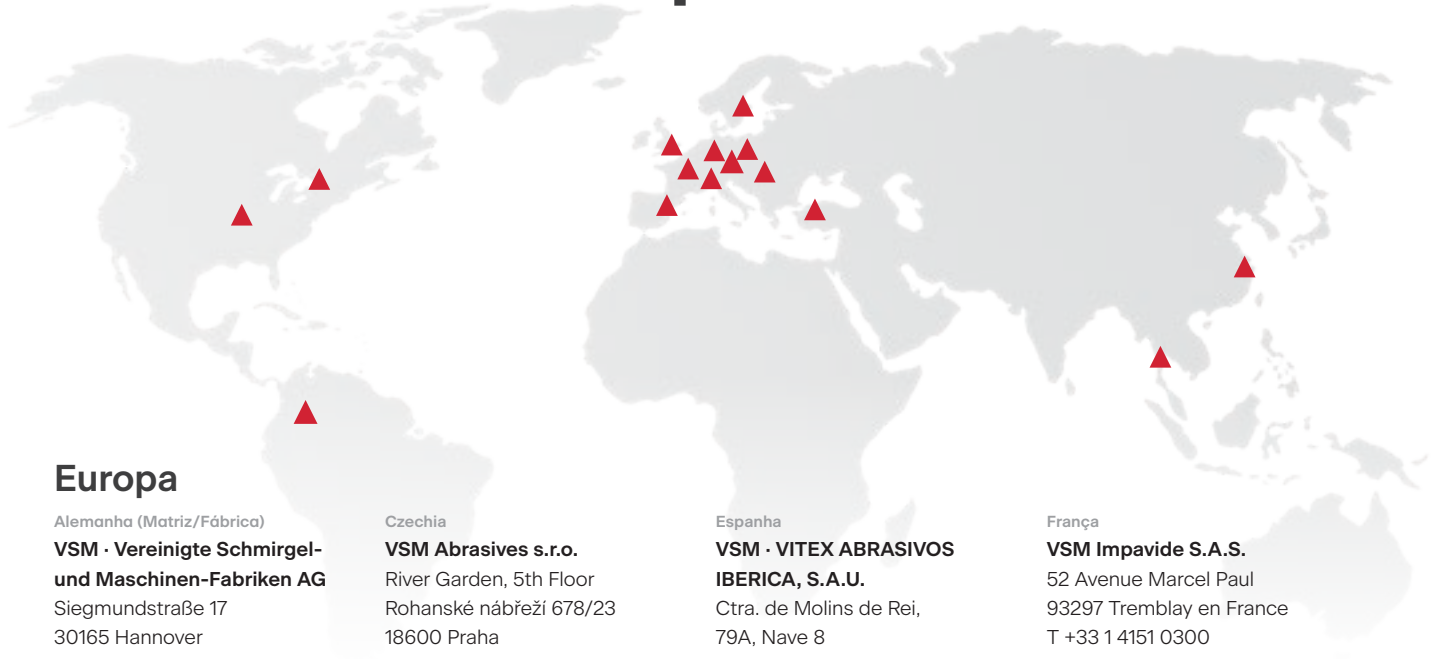 Europa
Alemanha (Matriz/Fábrica)
VSM · Vereinigte Schmirgel-
und Maschinen-Fabriken AG
Siegmundstraße 17
30165 Hannover
Czechia
VSM Abrasives s.r.o.
River Garden, 5th Floor
Rohanské nábřeží 678/23
18600 Praha
Espanha
VSM · VITEX ABRASIVOS
IBERICA, S.A.U.
Ctra. de Molins de Rei,
79A, Nave 8
França
VSM Impavide S.A.S.
52 Avenue Marcel Paul
93297 Tremblay en France
T +33 1 4151 0300